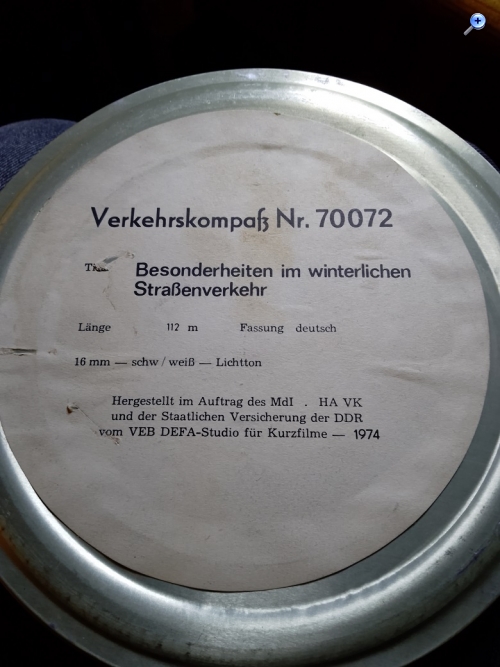 Verkehrskompaß Nr. 70072
Besonderheiten im winterlichen
Straßenverkehr
Länge 112 m Fassung deutsch
16 mm — schw / weiß — Lichtton
Hergestellt im Auftrag des MdI . HA VK
und der Staatlichen Versicherung der DDR
vom VEB DEFA-Studio für Kurzfilme — 1974